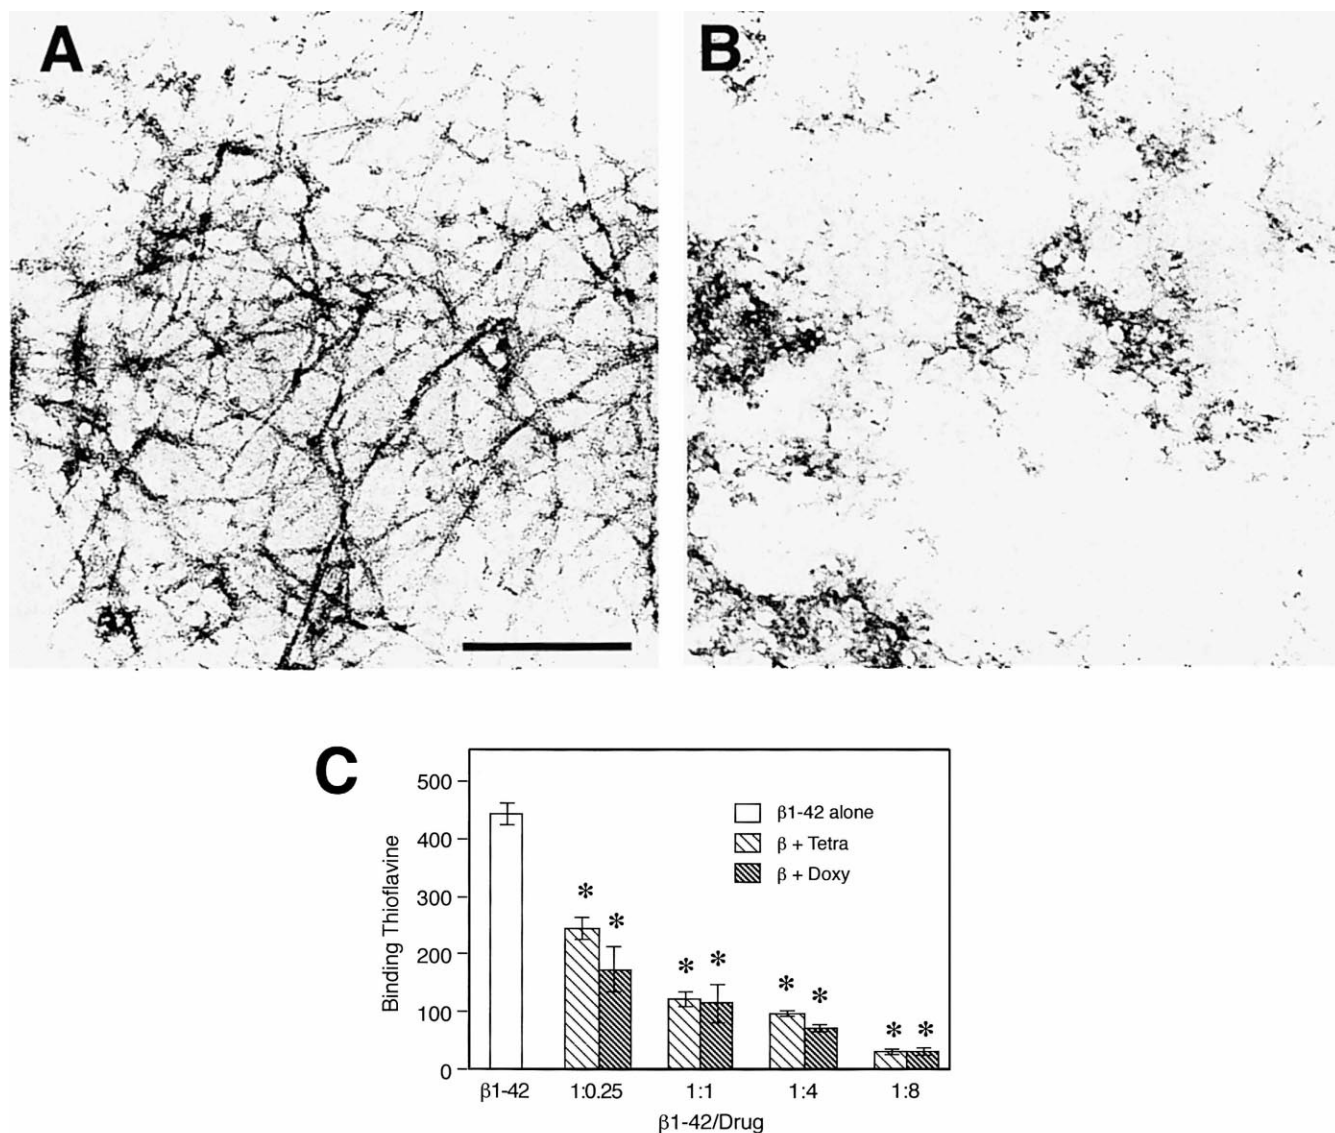 A
B
C
500
400
300
200
100
0
Binding Thioflavine
β1-42 alone
β + Tetra
β + Doxy
*
*
*
*
*
*
*
*
β1-42
1:0.25
1:1
1:4
1:8
β1-42/Drug